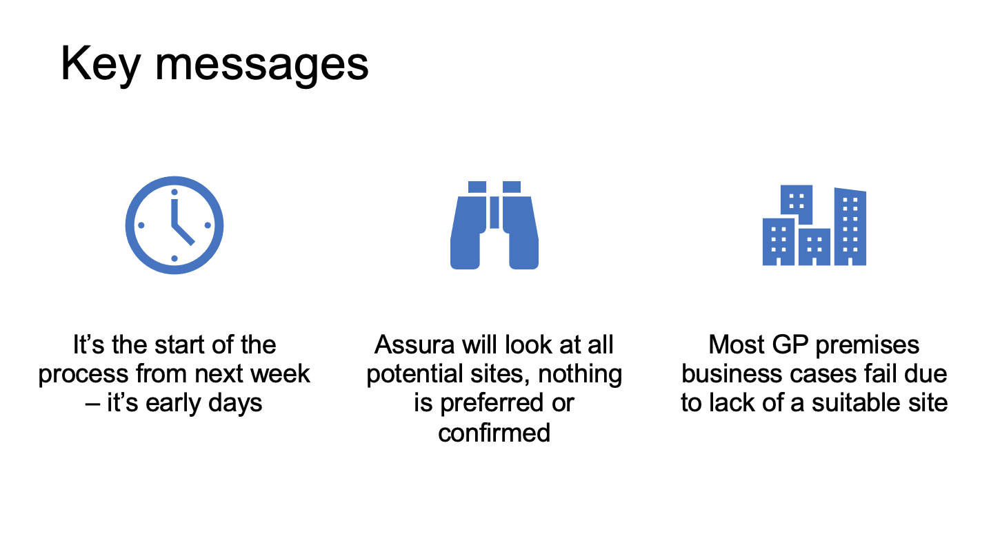 Key messages
It’s the start of the
process from next week
– it’s early days
Assura will look at all
potential sites, nothing
is preferred or
confirmed
Most GP premises
business cases fail due
to lack of a suitable site